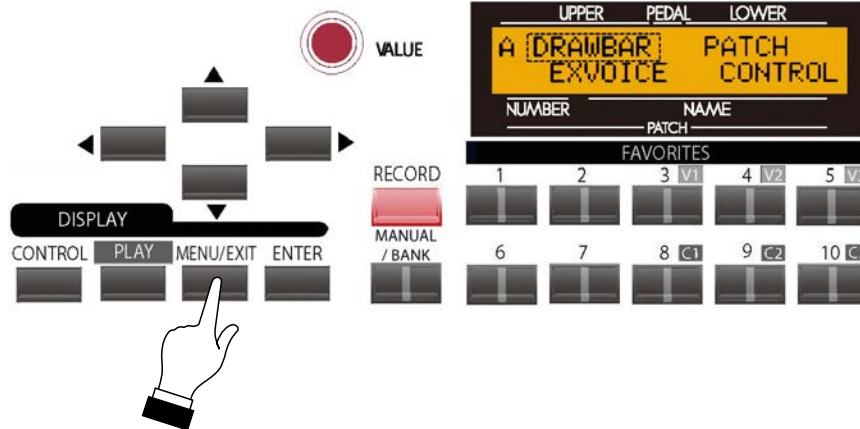 UPPER PEDAL LOWER
VALUE
A DRAWBAR PATCH
EXVOICE CONTROL
NUMBER NAME
PATCH
FAVORITES
RECORD 1 2 3 V1 4 V2 5
DISPLAY
MANUAL
/ BANK
CONTROL PLAY MENU/EXIT ENTER
6 7 8 C1 9 C2 10